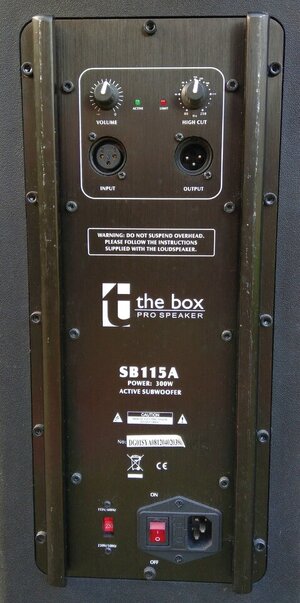 VOLUME
ACTIVE
LIMIT
HIGH CUT
INPUT
OUTPUT
WARNING: DO NOT SUSPEND OVERHEAD.
PLEASE FOLLOW THE INSTRUCTIONS
SUPPLIED WITH THE LOUDSPEAKER.
the box
PRO SPEAKER
SB115A
POWER: 300W
ACTIVE SUBWOOFER
CAUTION
CE
ON
OFF